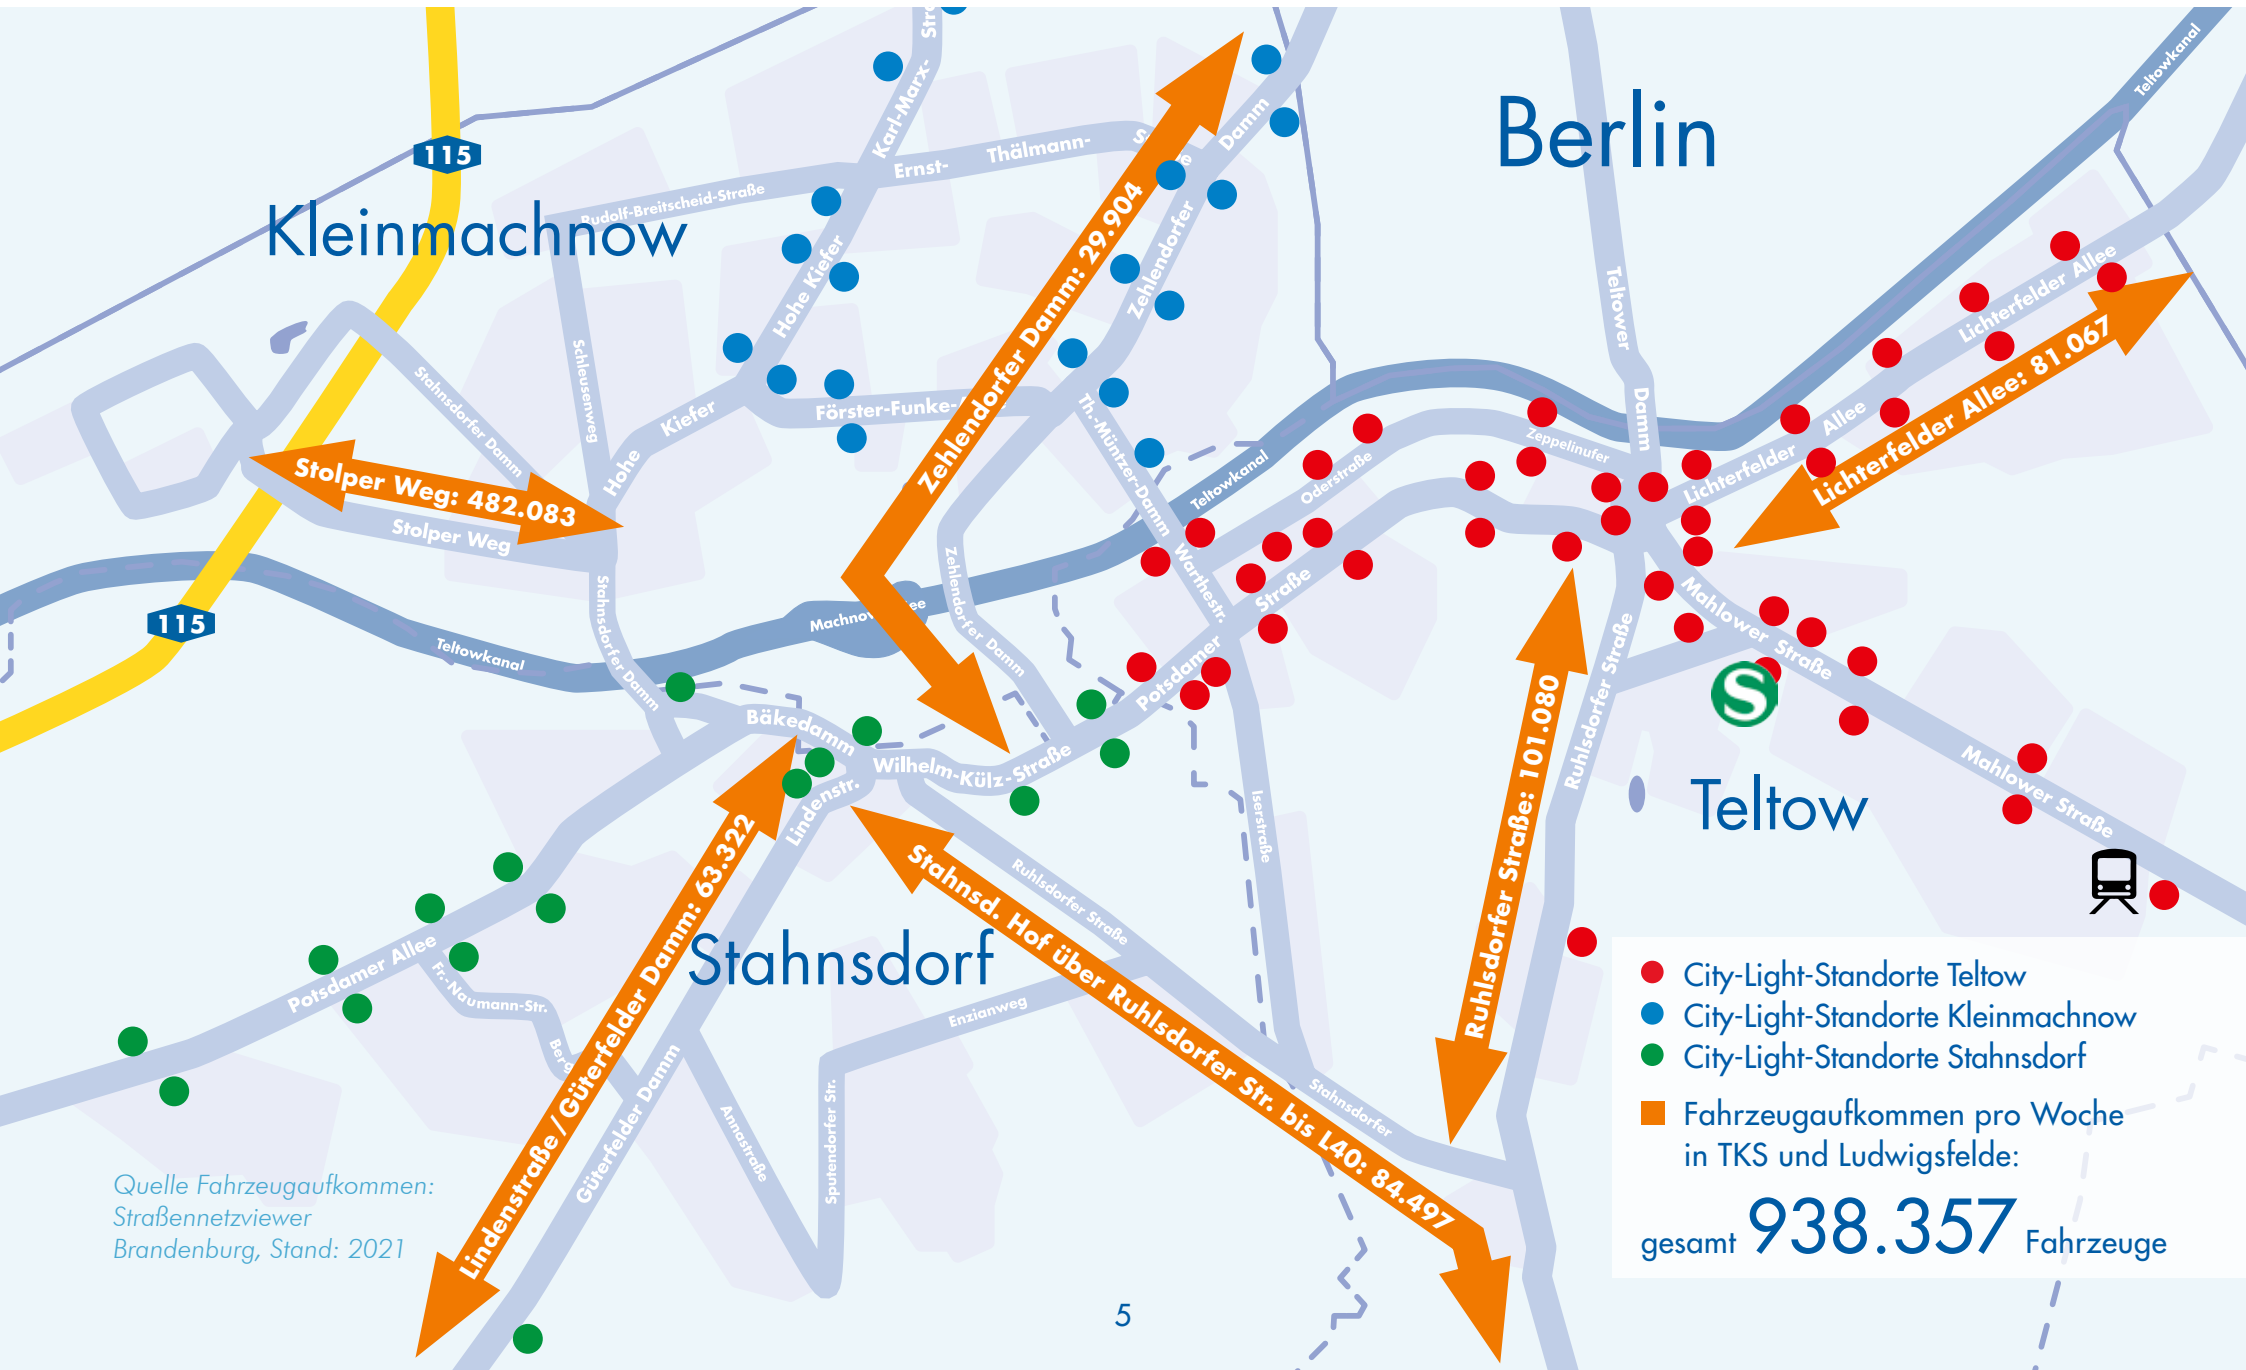 Stra
Karl-Marx-
Damm
Teltowkanal
Berlin
115
Ernst-
Thälmann-
Rudolf-Breitscheid-Straße
Kleinmachnow
Hohe Kiefer
Zehlendorfer
Zehlendorfer Damm: 29.904
Teltower
Damm
Lichterfelder Allee
Lichterfelder Allee: 81.067
Schleusenweg
Stahnsdorfer Damm
Hohe
Kiefer
Förster-Funke-
Th.-Müntzer-Damm
Zeppelinufer
Lichterfelder
Allee
Stolper Weg: 482.083
Stolper Weg
Oderstraße
Teltowkanal
Zehlendorfer Damm
Warthestr.
Straße
Potsdamer
Mahlower Straße
115
Teltowkanal
Stahnsdorfer Damm
Machnow
ee
Ruhlsdorfer Straße
S
Bäkedamm
Wilhelm-Külz-Straße
Lindenstr.
Iserstraße
Ruhlsdorfer Straße: 101.080
Teltow
Mahlower Straße
Lindenstraße/Güterfelder Damm: 63.322
Stahnsd. Hof über Ruhlsdorfer Str. bis L40: 84.497
Ruhlsdorfer Straße
Stahnsdorf
Potsdamer Allee
Fr.-Naumann-Str.
Berg
Enzianweg
Güterfelder Damm
Annastraße
Sputendorfer Str.
Stahnsdorfer
City-Light-Standorte Teltow
City-Light-Standorte Kleinmachnow
City-Light-Standorte Stahnsdorf
Fahrzeugaufkommen pro Woche
in TKS und Ludwigsfelde:
gesamt 938.357 Fahrzeuge
Quelle Fahrzeugaufkommen:
Straßennetzviewer
Brandenburg, Stand: 2021
5